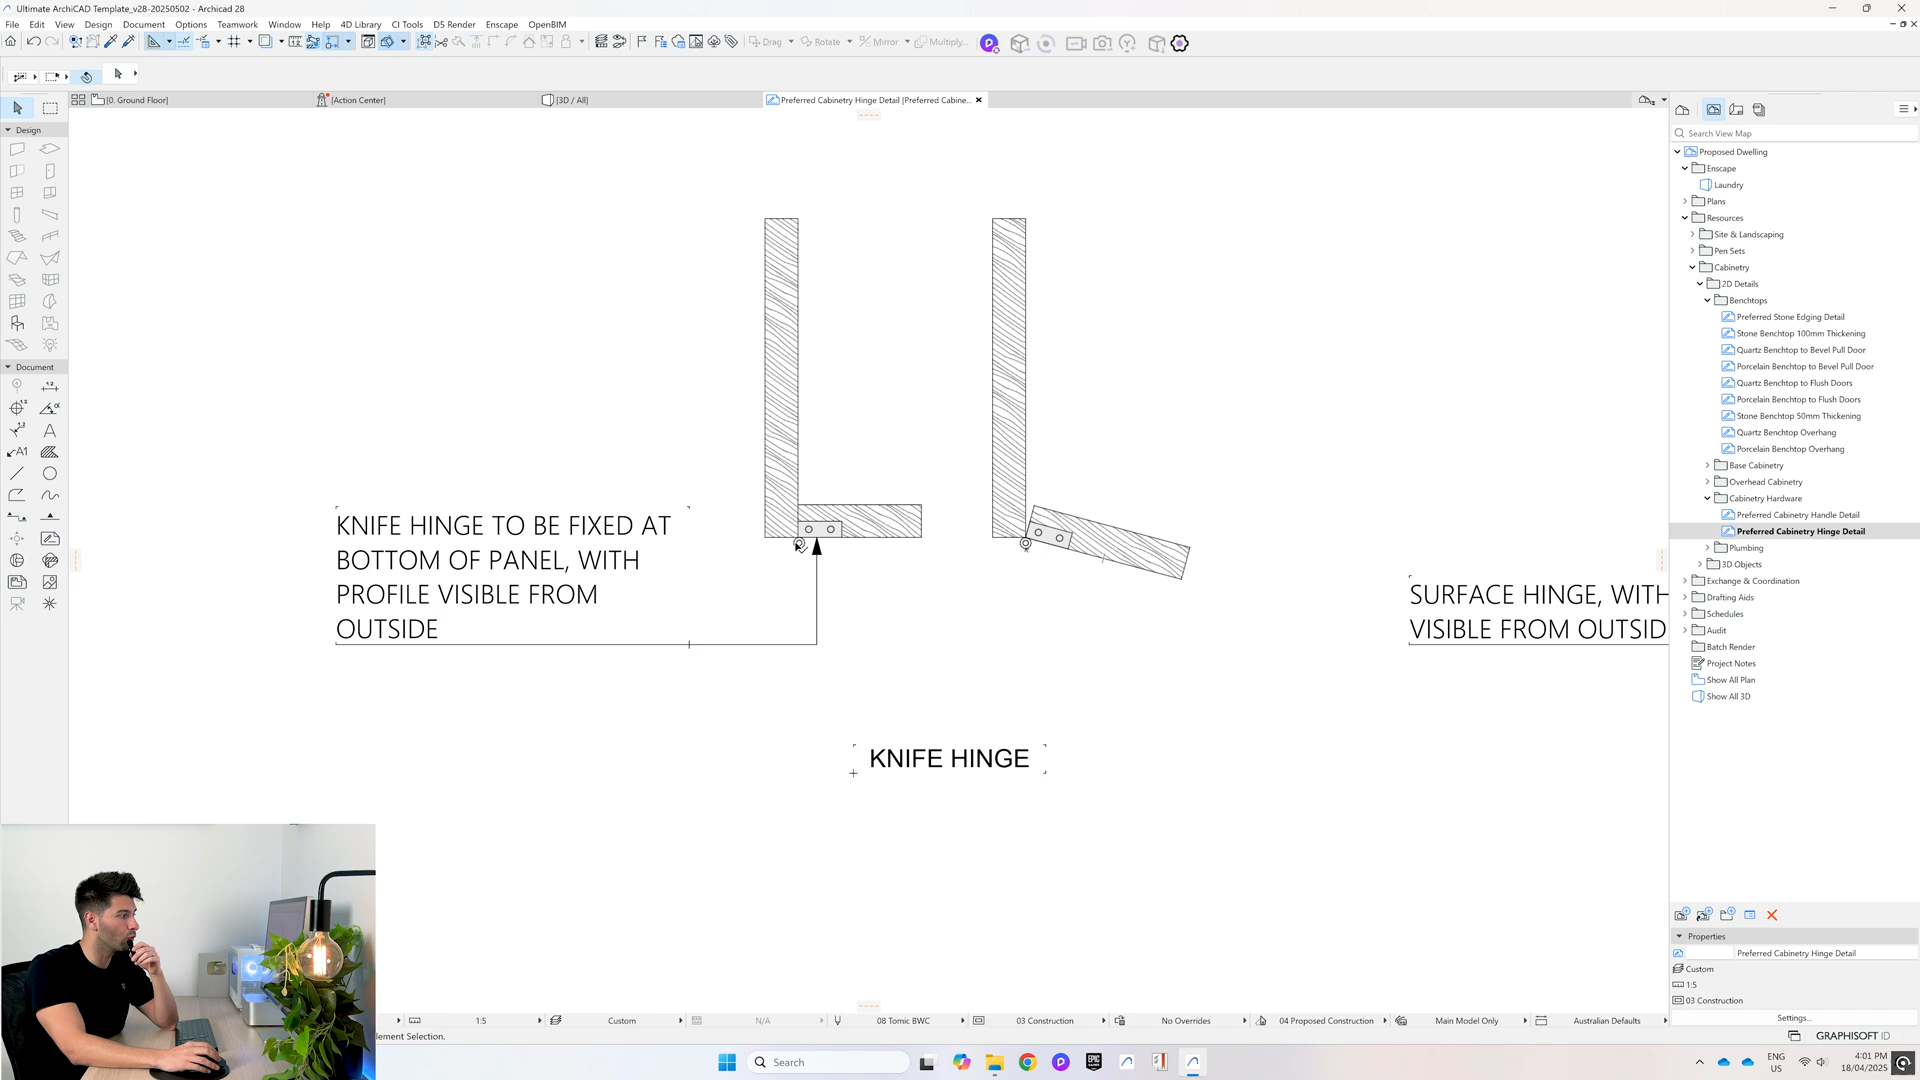 Ultimate ArchiCAD Template_v28-20250502 - Archicad 28
File Edit View Design Document Options Teamwork Window Help 4D Library CI Tools D5 Render Enscape OpenBIM
Drag Rotate Mirror Multiply...
[0. Ground Floor] [Action Center] [3D / All] Preferred Cabinetry Hinge Detail [Preferred Cabine...
Design
Document
KNIFE HINGE TO BE FIXED AT
BOTTOM OF PANEL, WITH
PROFILE VISIBLE FROM
OUTSIDE
SURFACE HINGE, WITH
VISIBLE FROM OUTSID
KNIFE HINGE
Search View Map
Proposed Dwelling
Enscape
Laundry
Plans
Resources
Site & Landscaping
Pen Sets
Cabinetry
2D Details
Benchtops
Preferred Stone Edging Detail
Stone Benchtop 100mm Thickening
Quartz Benchtop to Bevel Pull Door
Porcelain Benchtop to Bevel Pull Door
Quartz Benchtop to Flush Doors
Porcelain Benchtop to Flush Doors
Stone Benchtop 50mm Thickening
Quartz Benchtop Overhang
Porcelain Benchtop Overhang
Base Cabinetry
Overhead Cabinetry
Cabinetry Hardware
Preferred Cabinetry Handle Detail
Preferred Cabinetry Hinge Detail
Plumbing
3D Objects
Exchange & Coordination
Drafting Aids
Schedules
Audit
Batch Render
Project Notes
Show All Plan
Show All 3D
Properties
Preferred Cabinetry Hinge Detail
Custom
1:5
03 Construction
Settings...
GRAPHISOFT ID
1:5 Custom N/A 08 Tomic BWC 03 Construction No Overrides 04 Proposed Construction Main Model Only Australian Defaults
lement Selection.
Search
ENG
US
4:01 PM
18/04/2025